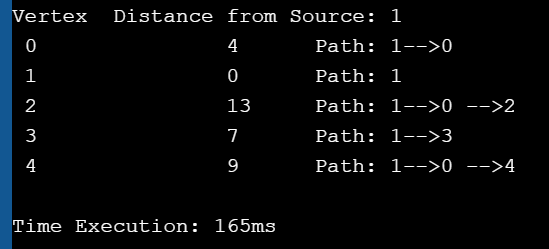 Vertex  Distance from Source: 1
 0                4       Path: 1-->0
 1                0       Path: 1
 2                13      Path: 1-->0 -->2
 3                7       Path: 1-->3
 4                9       Path: 1-->0 -->4
Time Execution: 165ms